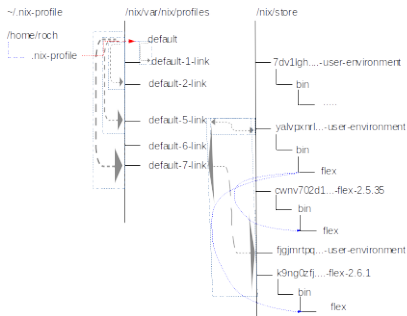 ~/.nix-profile
/home/roch
.nix-profile
/nix/var/nix/profiles
default
default-1-link
default-2-link
default-5-link
default-6-link
default-7-link
/nix/store
7dv1lgh...-user-environment
bin
....
yalvpxnrl...-user-environment
bin
flex
cwnv702d1...-flex-2.5.35
bin
flex
fjgjmrtpq...-user-environment
k9ng0zfj....-flex-2.6.1
bin
flex